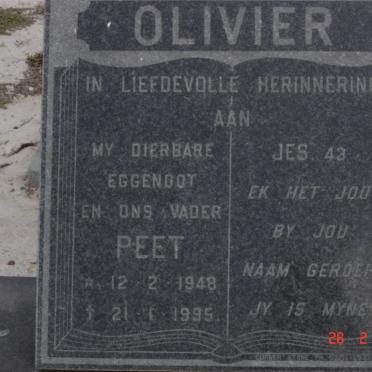 OLIVIER
IN LIEFDEVOLLE HERINNERIN
AAN
MY DIERBARE
EGGENOOT
EN ONS VADER
PEET
☆ 12 · 2 · 1948
† 21 · 1 · 1995
JES. 43
EK HET JOU
BY JOU
NAAM GEROEP
JY IS MYNE
28 2